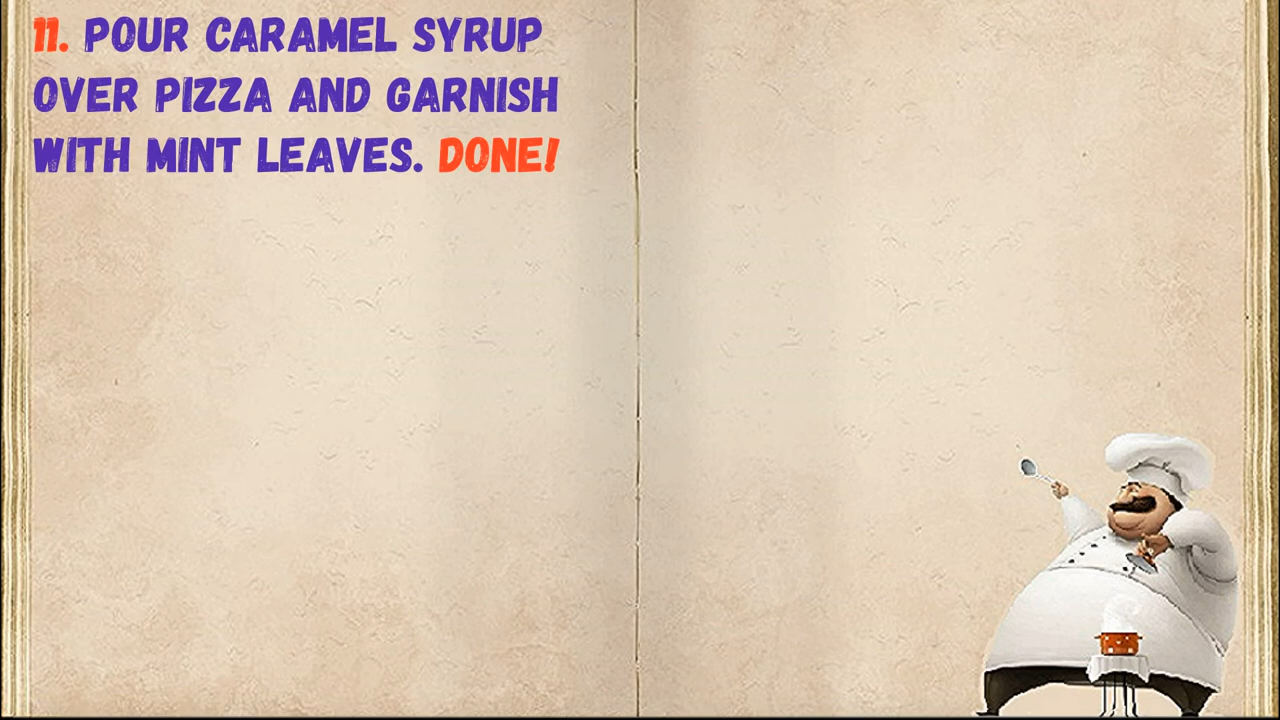 11. POUR CARAMEL SYRUP
OVER PIZZA AND GARNISH
WITH MINT LEAVES. DONE!